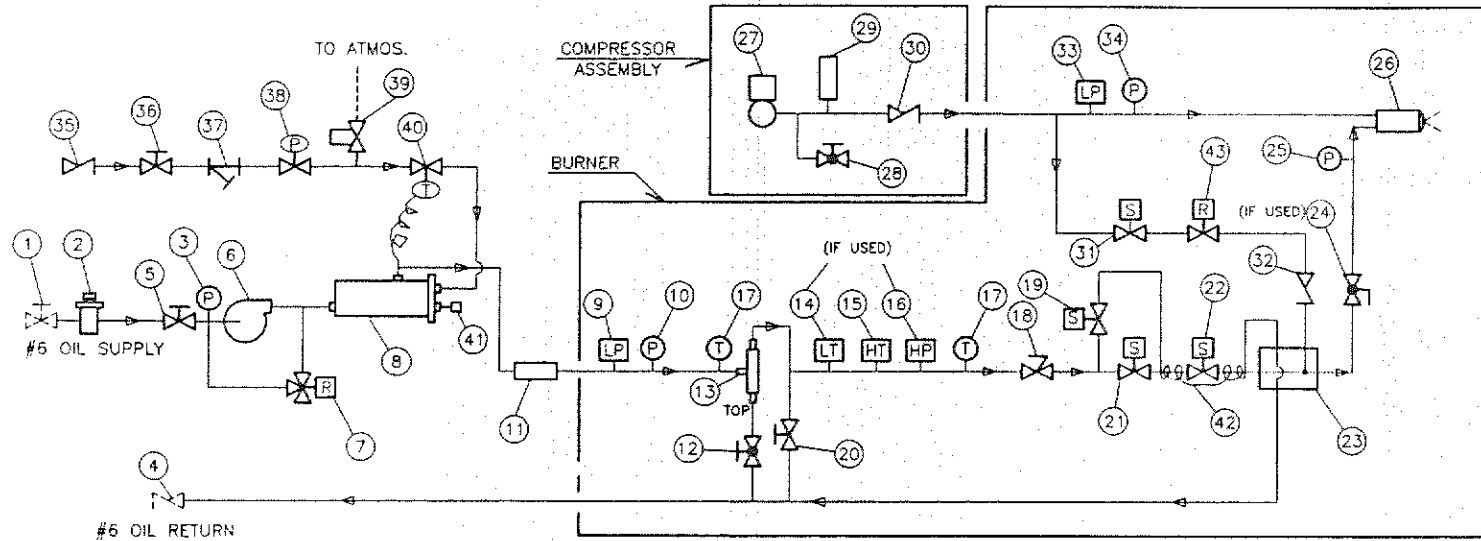 TO ATMOS.
COMPRESSOR
ASSEMBLY
27
29
30
33
34
LP
P
26
35
36
37
38
P
39
40
T
28
BURNER
25
P
43
S
R
(IF USED)
24
31
32
1
2
3
P
5
6
#6 OIL SUPPLY
8
41
R
7
(IF USED)
9
10
17
14
15
16
17
18
19
S
22
LP
P
T
LT
HT
HP
T
S
S
11
13
TOP
12
20
21
42
23
4
#6 OIL RETURN